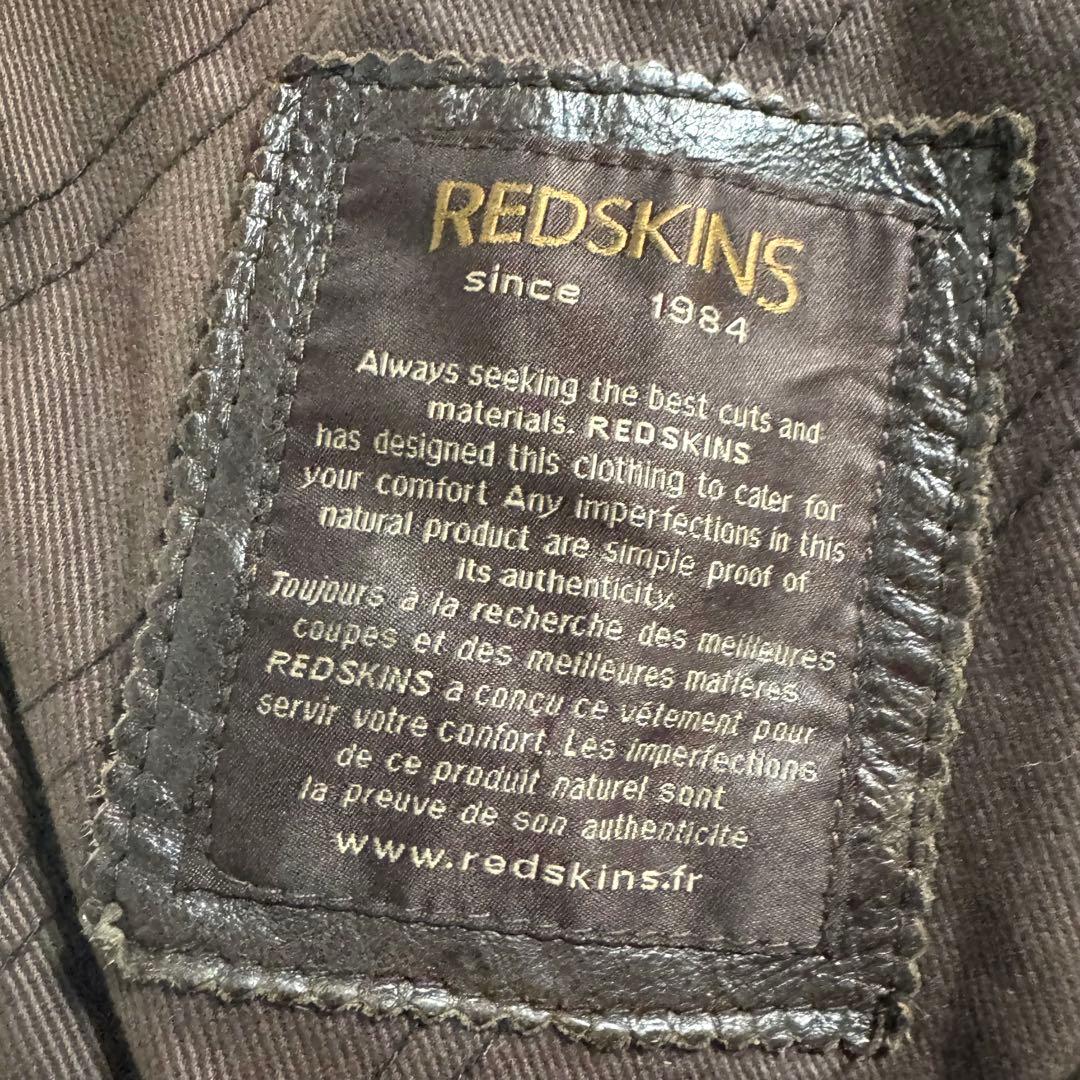 REDSKINS
since 1984
Always seeking the best cuts and
materials. REDSKINS
has designed this clothing to cater for
your comfort Any imperfections in this
natural product are simple proof of
its authenticity.
Toujours a la recherche des meilleures
coupes et des meilleures matieres
REDSKINS a conçu ce vétement pour
servir votre confort. Les imperfections
de ce produit naturel sont
la preuve de son authenticite
www.redskins.fr